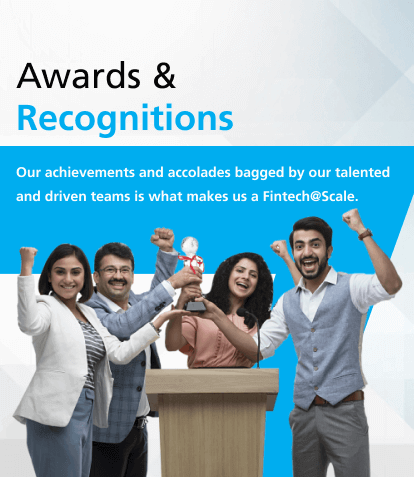 Awards &
Recognitions
Our achievements and accolades bagged by our talented
and driven teams is what makes us a Fintech@Scale.